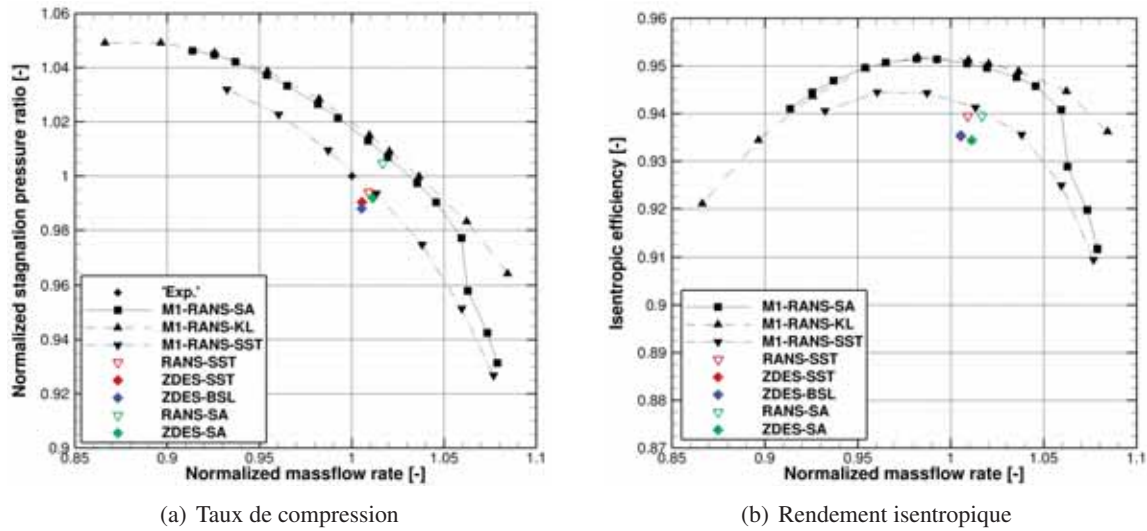 Normalized stagnation pressure ratio [-]
1.06
1.04
1.02
1
0.98
0.96
0.94
0.92
0.9
'Exp.'
M1-RANS-SA
M1-RANS-KL
M1-RANS-SST
RANS-SST
ZDES-SST
ZDES-BSL
RANS-SA
ZDES-SA
0.85 0.9 0.95 1 1.05 1.1
Normalized massflow rate [-]
(a) Taux de compression
Isentropic efficiency [-]
0.96
0.95
0.94
0.93
0.92
0.91
0.9
0.89
0.88
0.87
M1-RANS-SA
M1-RANS-KL
M1-RANS-SST
RANS-SST
ZDES-SST
ZDES-BSL
RANS-SA
ZDES-SA
0.85 0.9 0.95 1 1.05 1.1
Normalized massflow rate [-]
(b) Rendement isentropique